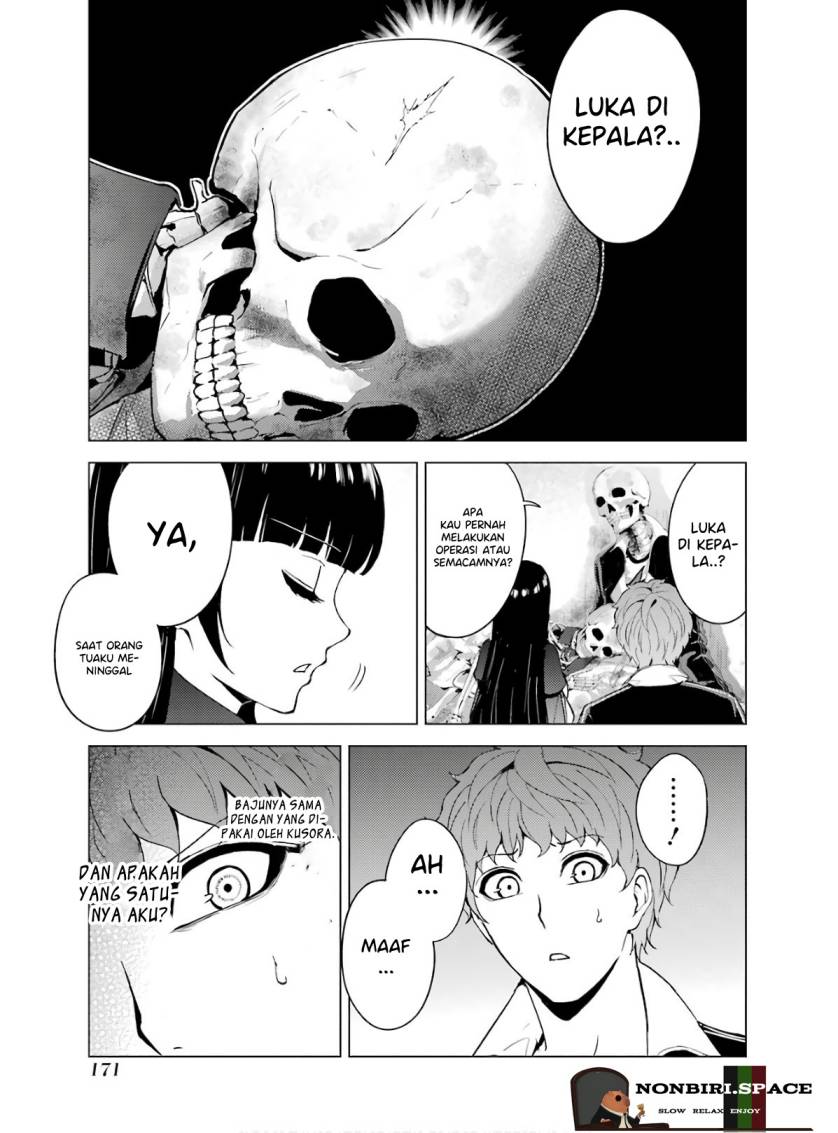 LUKA DI
KEPALA?..
LUKA
DI KEPA-
LA..?
APA
KAU PERNAH
MELAKUKAN
OPERASI ATAU
SEMACAMNYA?
YA,
SAAT ORANG
TUAKU ME-
NINGGAL
.......!
AH
...
MAAF
...
BAJUNYA SAMA
DENGAN YANG DI-
PAKAI OLEH KUSORA.
DAN APAKAH
YANG SATU-
NYA AKU?
171
NONBIRI.SPACE
SLOW RELAX ENJOY